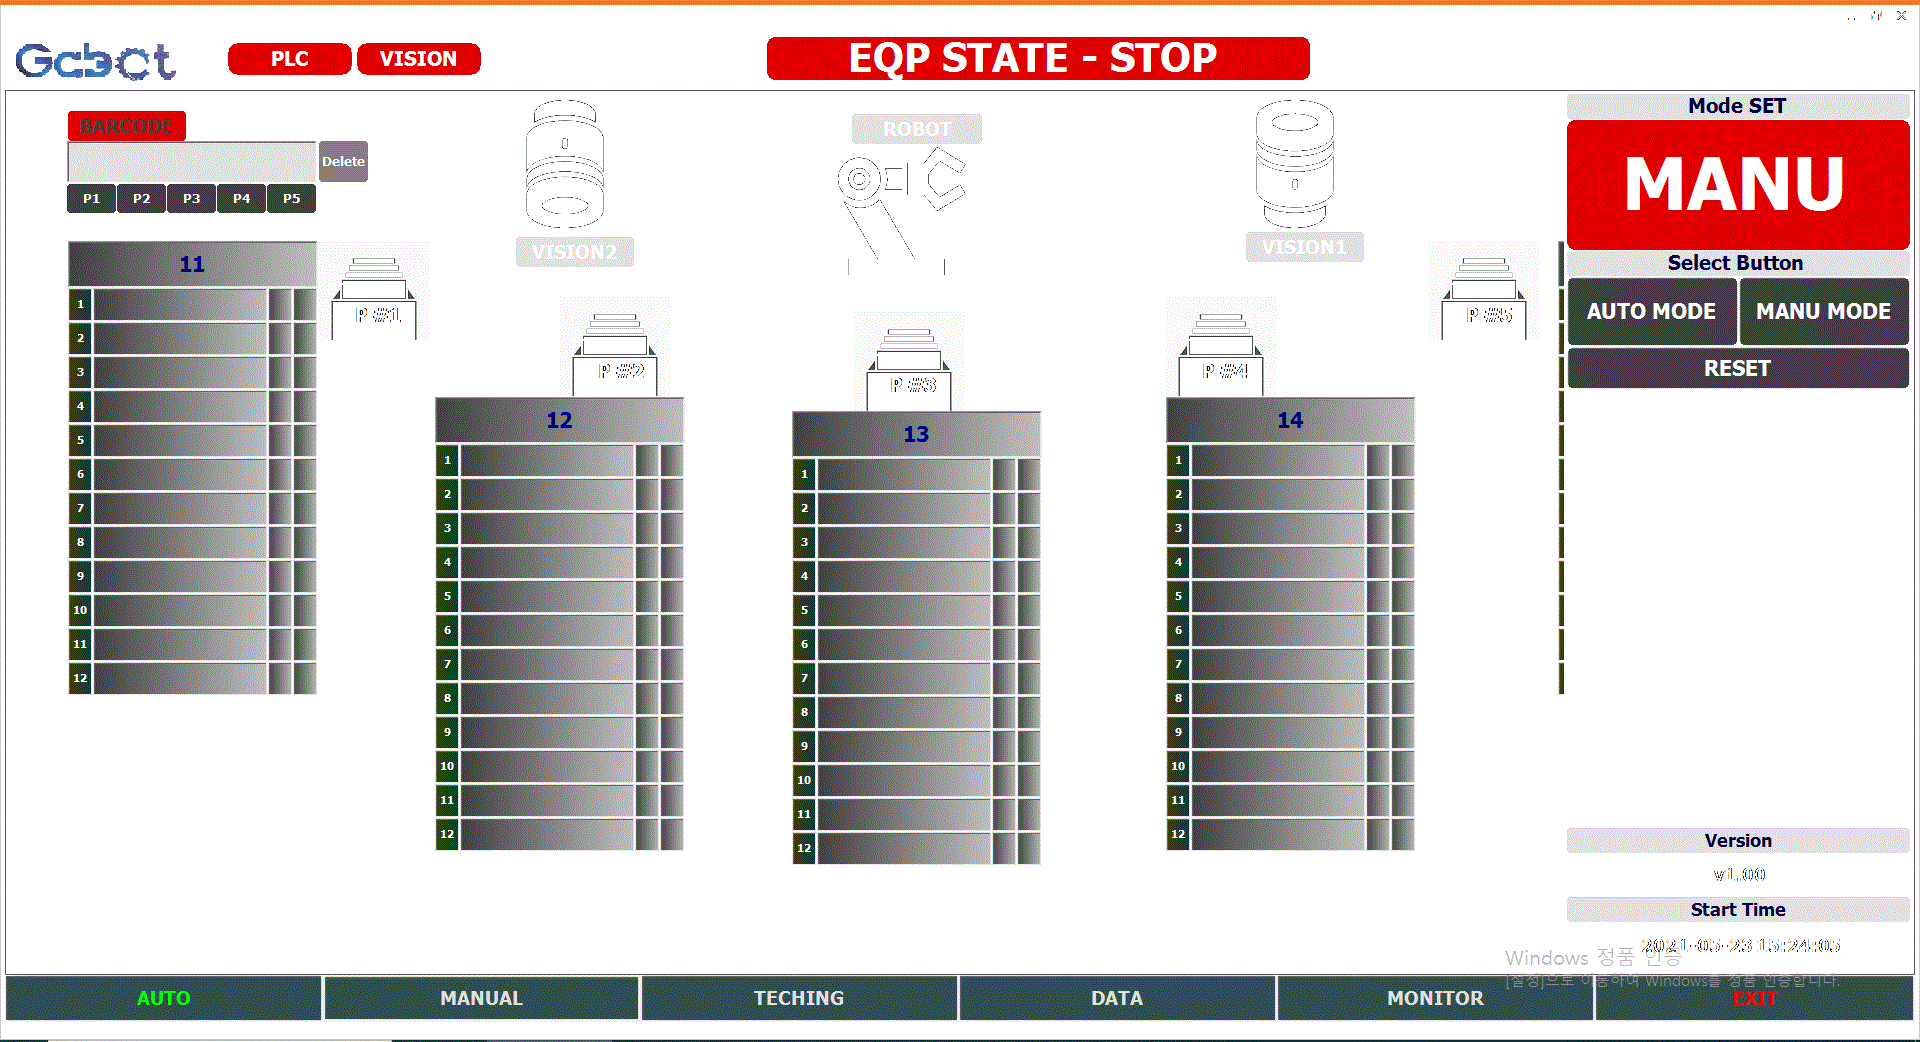 Gcbot
PLC
VISION
EQP STATE - STOP
BARCODE
Delete
P1 P2 P3 P4 P5
VISION2
ROBOT
VISION1
P #1
P #2
P #3
P #4
P #5
11
1
2
3
4
5
6
7
8
9
10
11
12
12
1
2
3
4
5
6
7
8
9
10
11
12
13
1
2
3
4
5
6
7
8
9
10
11
12
14
1
2
3
4
5
6
7
8
9
10
11
12
Mode SET
MANU
Select Button
AUTO MODE
MANU MODE
RESET
Version
v1.00
Start Time
2021-05-23 15:24:05
Windows 정품 인증
[설정]으로 이동하여 Windows를 정품 인증합니다.
AUTO
MANUAL
TECHING
DATA
MONITOR
EXIT